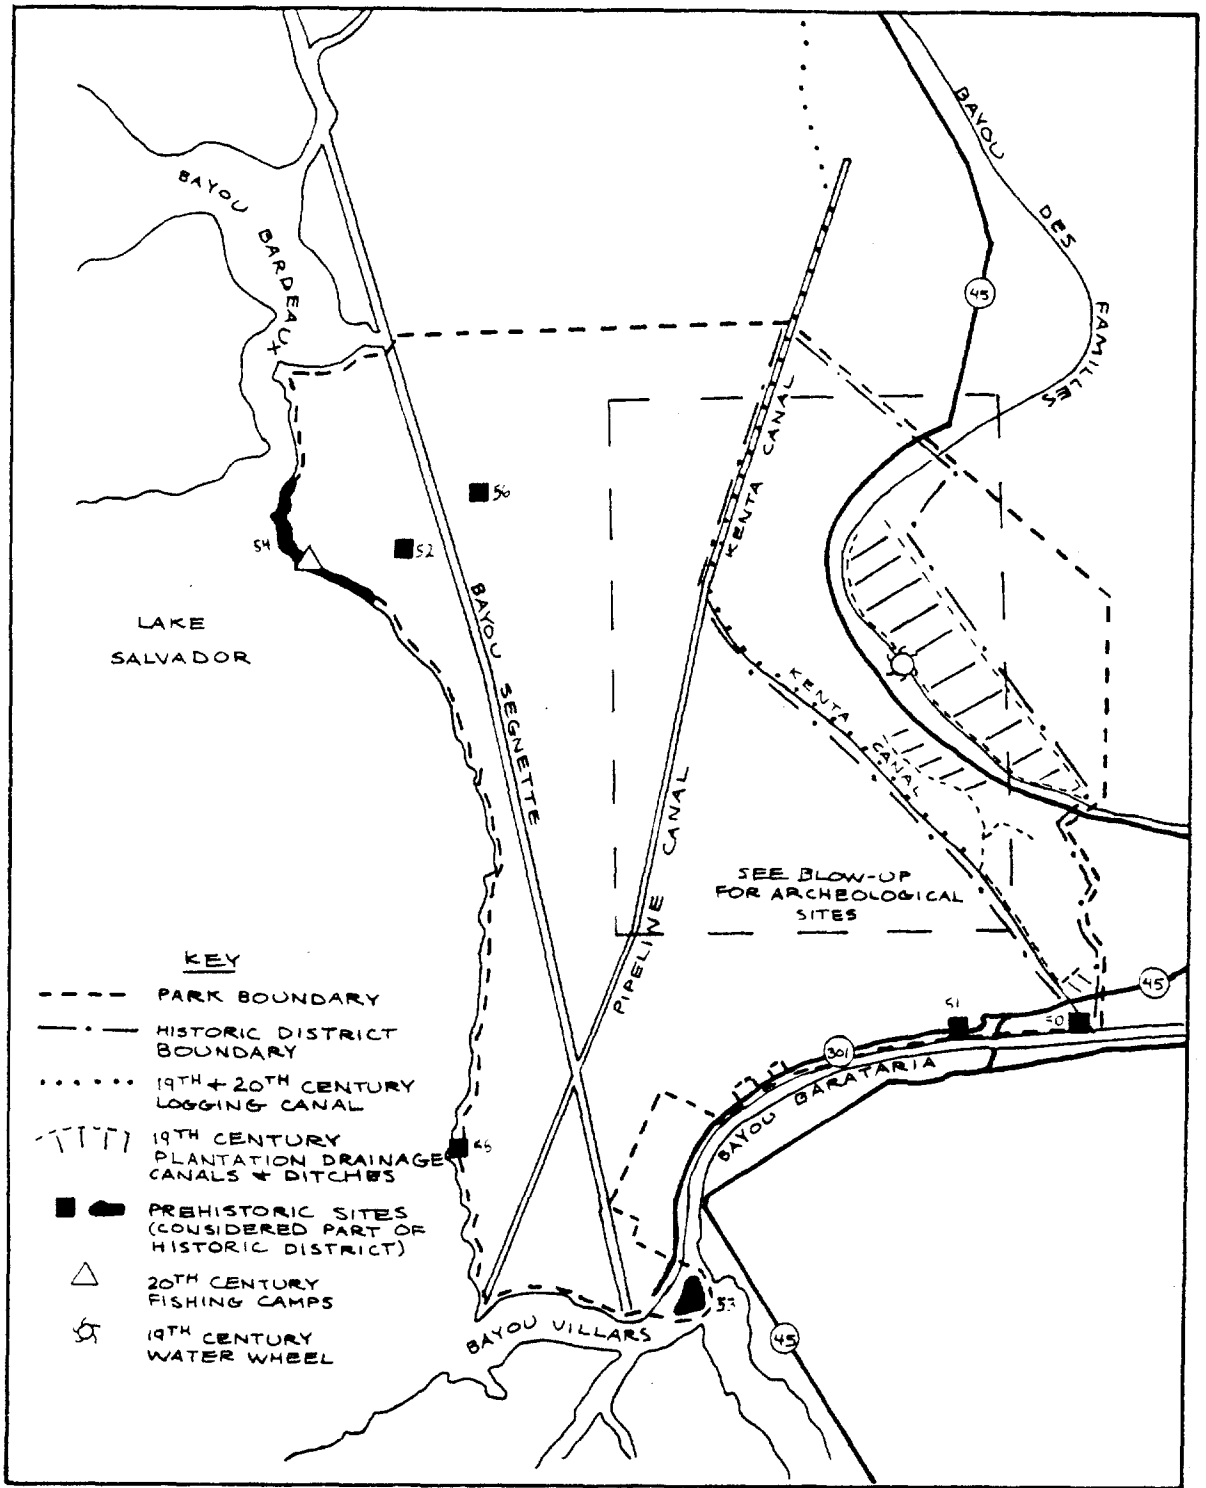 BAYOU
DES
FAMILLES
BAYOU BARDEAUX
45
KENTA CANAL
56
52
54
LAKE
SALVADOR
BAYOU SEGNETTE
KENTA CANAL
PIPELINE CANAL
SEE BLOW-UP
FOR ARCHEOLOGICAL
SITES
KEY
PARK BOUNDARY
HISTORIC DISTRICT
BOUNDARY
19TH + 20TH CENTURY
LOGGING CANAL
19TH CENTURY
PLANTATION DRAINAGE
CANALS & DITCHES
PREHISTORIC SITES
(CONSIDERED PART OF
HISTORIC DISTRICT)
20TH CENTURY
FISHING CAMPS
19TH CENTURY
WATER WHEEL
45
51
50
301
BAYOU BARATARIA
53
BAYOU VILLARS
45